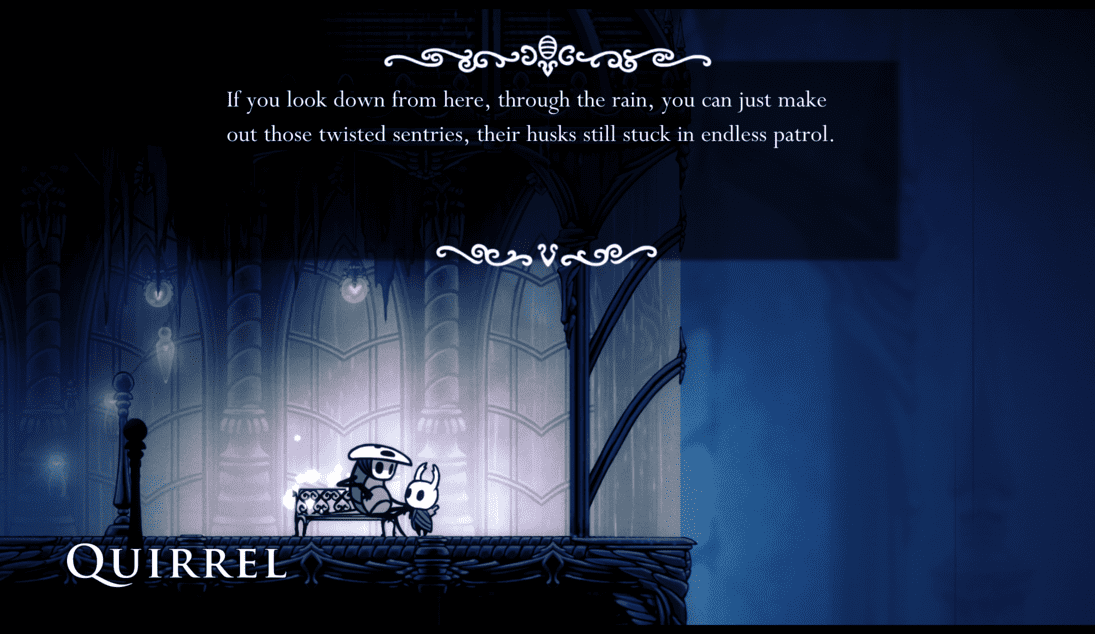 If you look down from here, through the rain, you can just make
out those twisted sentries, their husks still stuck in endless patrol.
QUIRREL